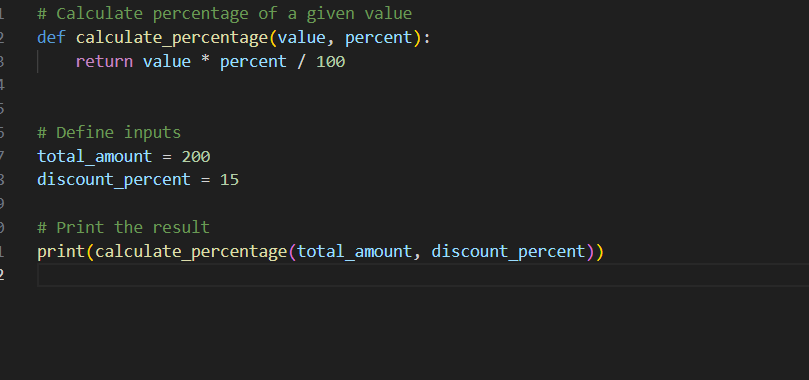 # Calculate percentage of a given value
def calculate_percentage(value, percent):
    return value * percent / 100
# Define inputs
total_amount = 200
discount_percent = 15
# Print the result
print(calculate_percentage(total_amount, discount_percent))